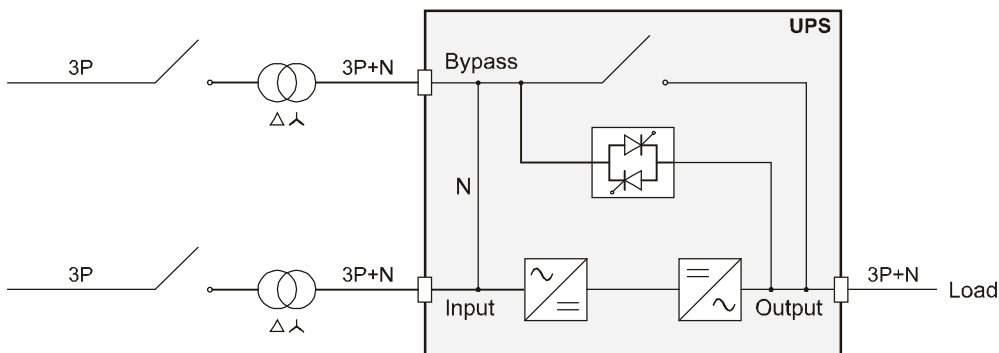 UPS
3P
3P+N
Bypass
N
3P
3P+N
Input
Output
3P+N
Load